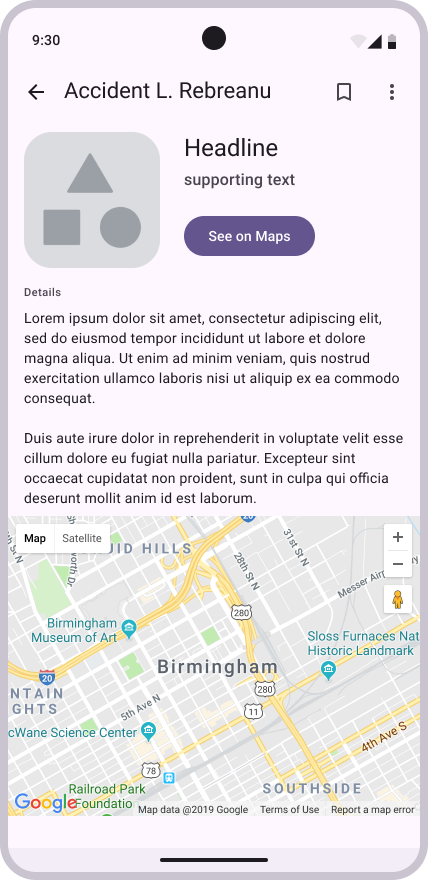 9:30
Accident L. Rebreanu
Headline
supporting text
See on Maps
Details
Lorem ipsum dolor sit amet, consectetur adipiscing elit,
sed do eiusmod tempor incididunt ut labore et dolore
magna aliqua. Ut enim ad minim veniam, quis nostrud
exercitation ullamco laboris nisi ut aliquip ex ea commodo
consequat.
Duis aute irure dolor in reprehenderit in voluptate velit esse
cillum dolore eu fugiat nulla pariatur. Excepteur sint
occaecat cupidatat non proident, sunt in culpa qui officia
deserunt mollit anim id est laborum.
Map Satellite
UID HILLS
28th St N
31st St N
Messer Air
280
Birmingham
Museum of Art
Sloss Furnaces Nat
Historic Landmark
Birmingham
20
NTAIN
GHTS
280
11
5th Ave N
cWane Science Center
4th Ave S
78
SOUTHSIDE
Railroad Park
Foundatio
Google
Map data @2019 Google Terms of Use Report a map error